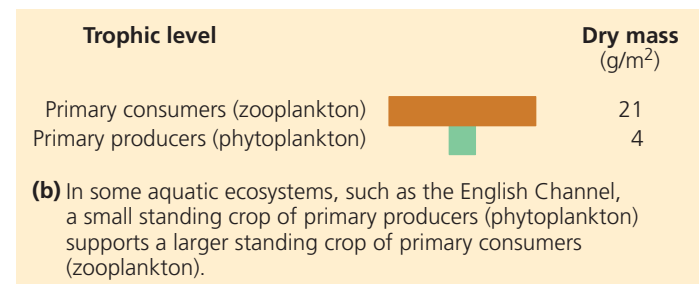 Trophic level Dry mass
(g/m²)
Primary consumers (zooplankton) 21
Primary producers (phytoplankton) 4
(b) In some aquatic ecosystems, such as the English Channel,
a small standing crop of primary producers (phytoplankton)
supports a larger standing crop of primary consumers
(zooplankton).